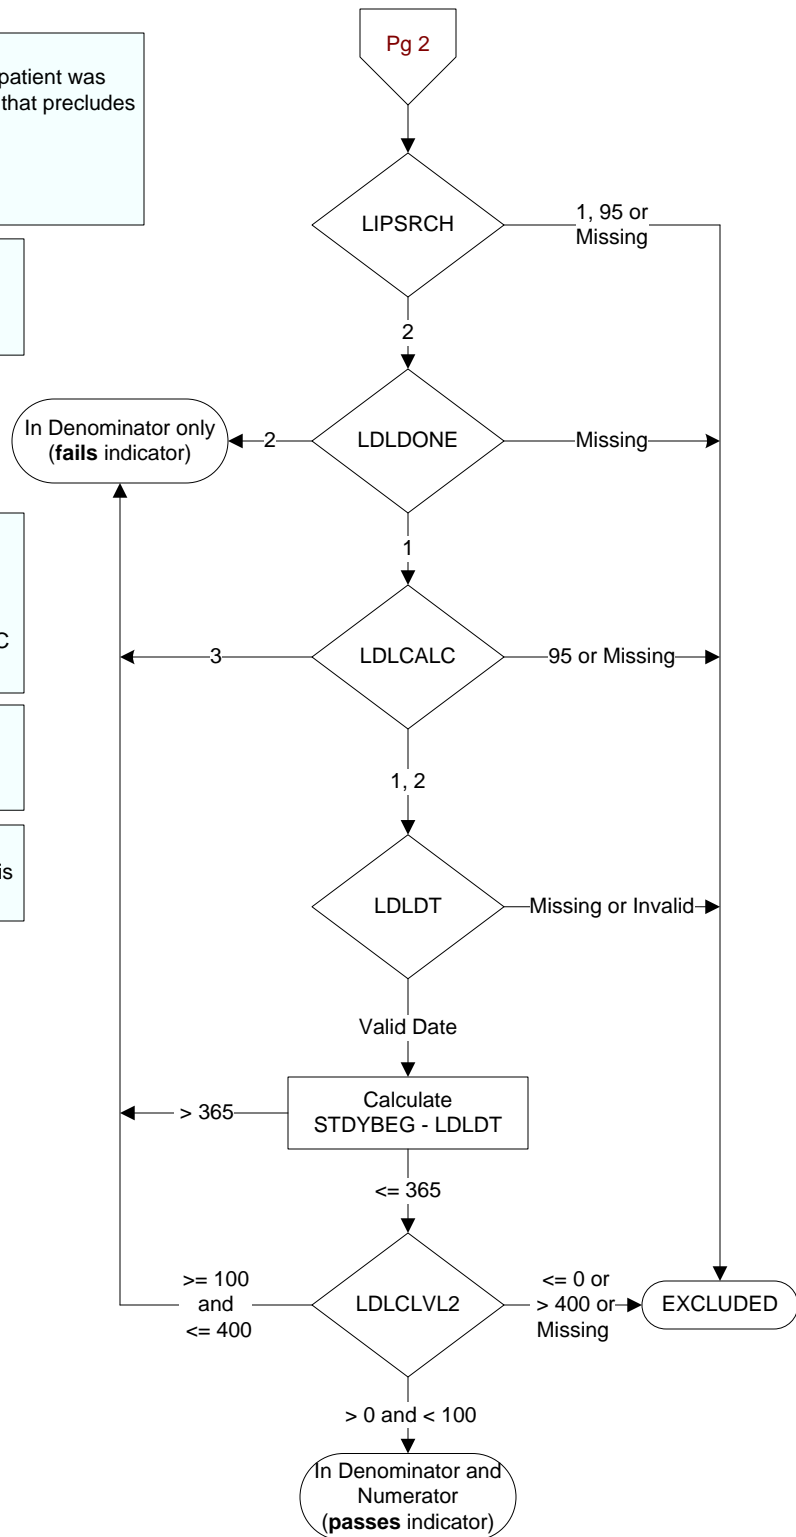 Pg 2
patient was
that precludes
LIPSRCH
1, 95 or
Missing
2
In Denominator only
(fails indicator)
2
LDLDONE
Missing
1
C
3
LDLCALC
95 or Missing
1, 2
is
LDLDT
Missing or Invalid
Valid Date
> 365
Calculate
STDYBEG - LDLDT
<= 365
>= 100
and
<= 400
LDLCLVL2
<= 0 or
> 400 or
Missing
EXCLUDED
> 0 and < 100
In Denominator and
Numerator
(passes indicator)